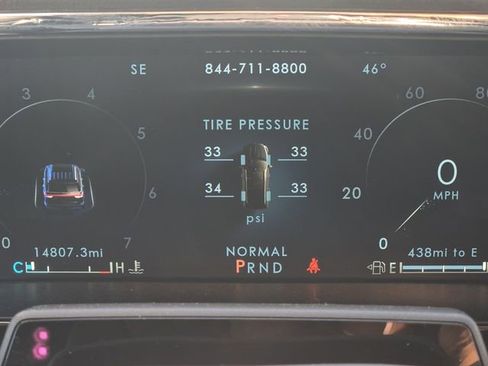 SE 844-711-8800 46°
TIRE PRESSURE
33 33
34 33
psi
3 4
2 5
6
0 7
60 80
40
20
0
0
MPH
14807.3mi
NORMAL
438mi to E
C H
PRND
E